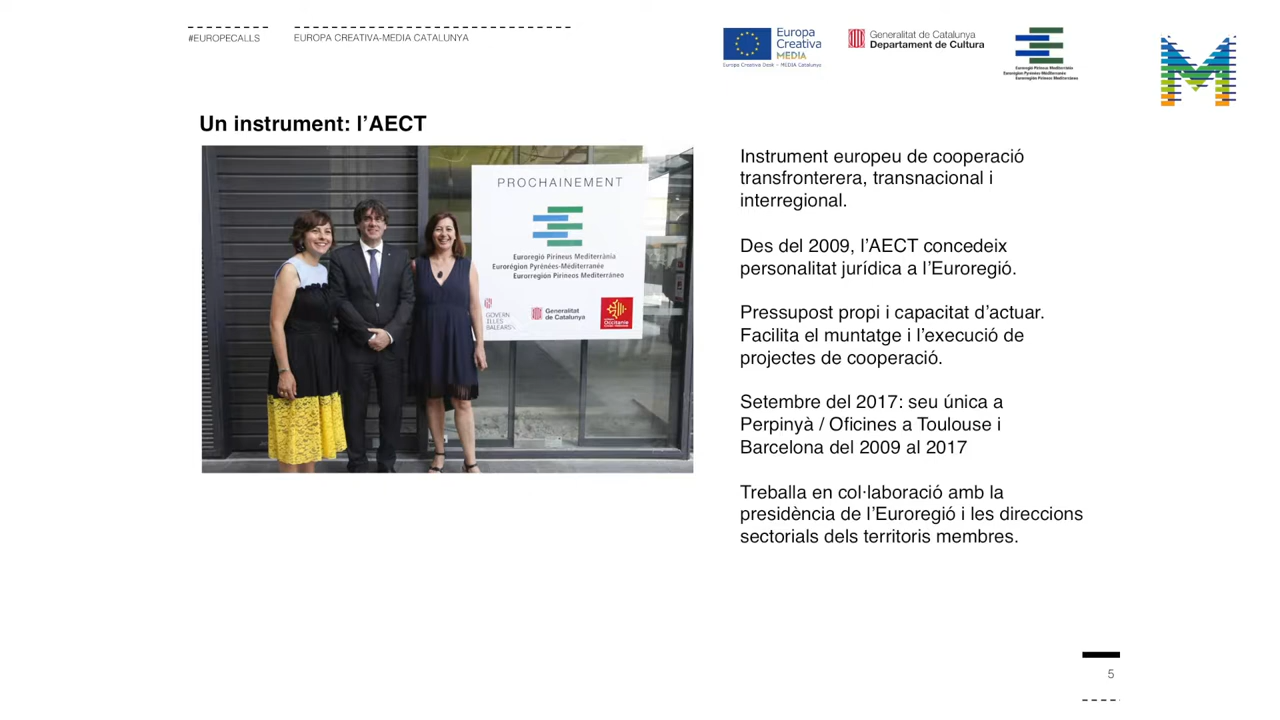 #EUROPECALLS
EUROPA CREATIVA-MEDIA CATALUNYA
Europa
Creativa
MEDIA
Europa Creativa Desk - MEDIA Catalunya
Generalitat de Catalunya
Departament de Cultura
Euroregió Pirineus Mediterrània
Eurorégion Pyrénées-Méditerranée
Eurorregión Pirineos Mediterráneo
Un instrument: l’AECT
PROCHAINEMENT
Euroregió Pirineus Mediterrània
Eurorégion Pyrénées-Méditerranée
Eurorregión Pirineos Mediterráneo
GOVERN
ILLES
BALEARS
Generalitat
de Catalunya
Occitanie
Instrument europeu de cooperació
transfronterera, transnacional i
interregional.
Des del 2009, l’AECT concedeix
personalitat jurídica a l’Euroregió.
Pressupost propi i capacitat d’actuar.
Facilita el muntatge i l’execució de
projectes de cooperació.
Setembre del 2017: seu única a
Perpinyà / Oficines a Toulouse i
Barcelona del 2009 al 2017
Treballa en col·laboració amb la
presidència de l’Euroregió i les direccions
sectorials dels territoris membres.
5